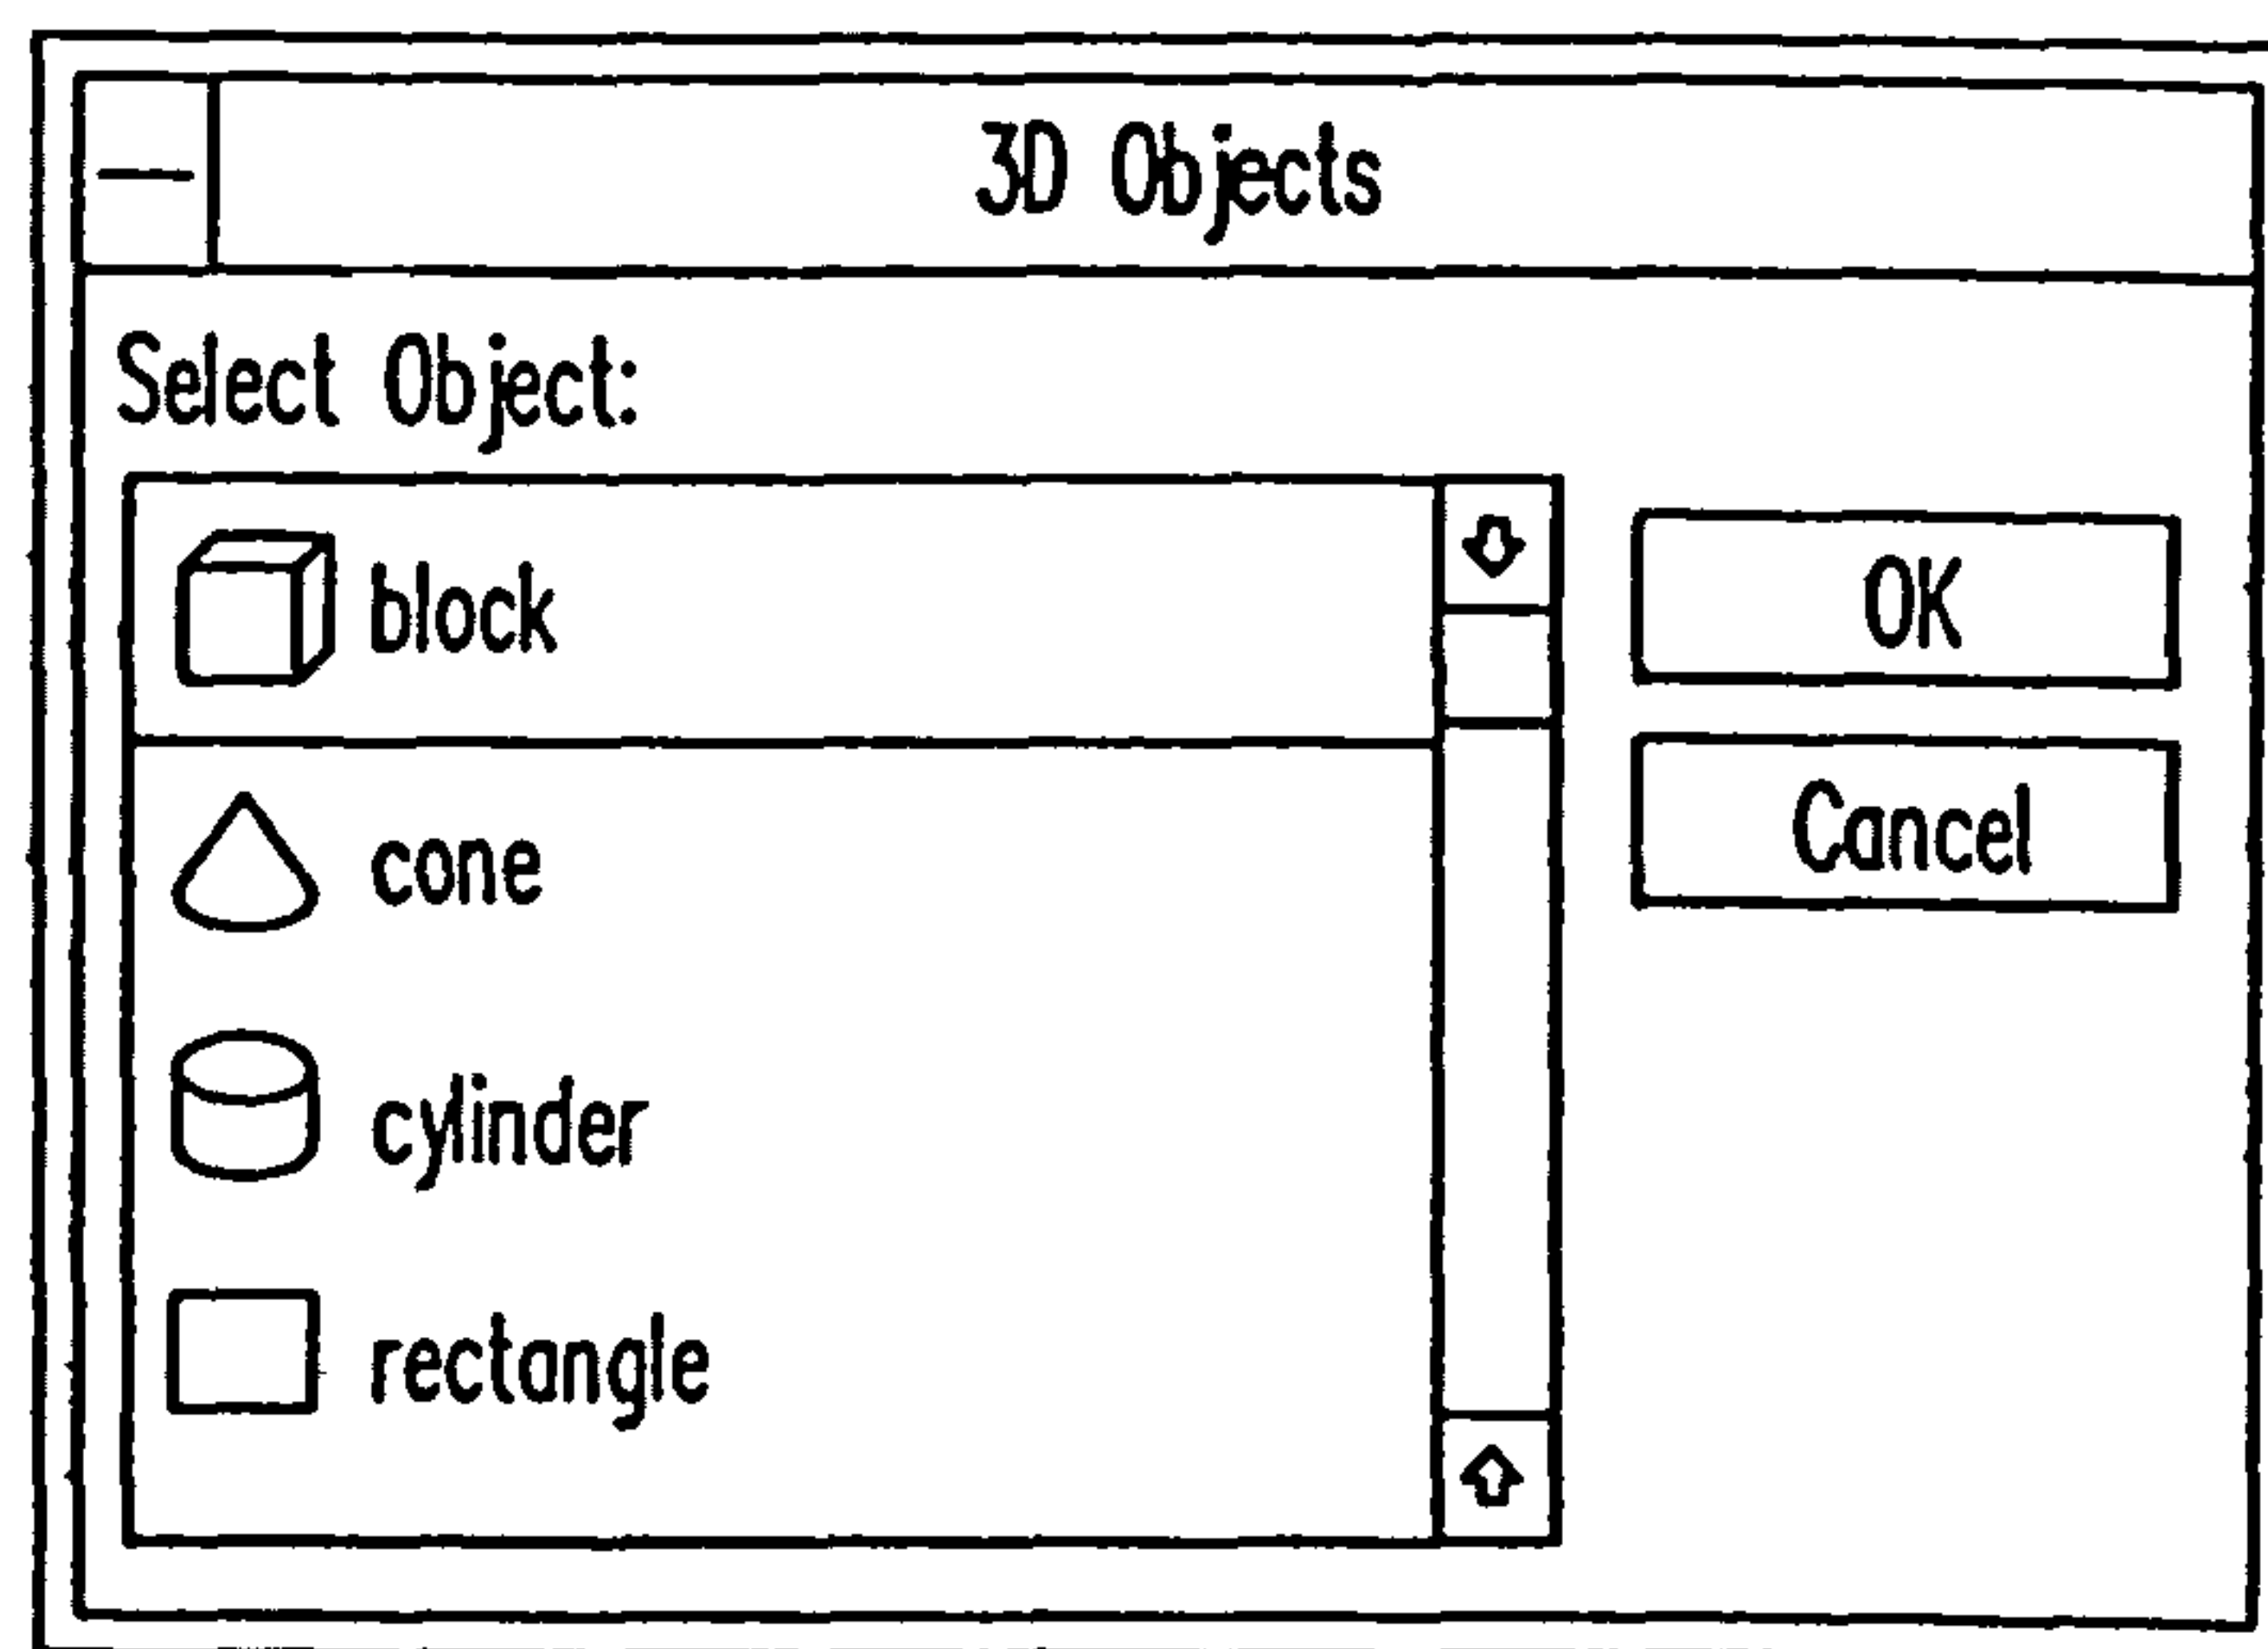 3D Objects
Select Object:
block
OK
cone
Cancel
cylinder
rectangle